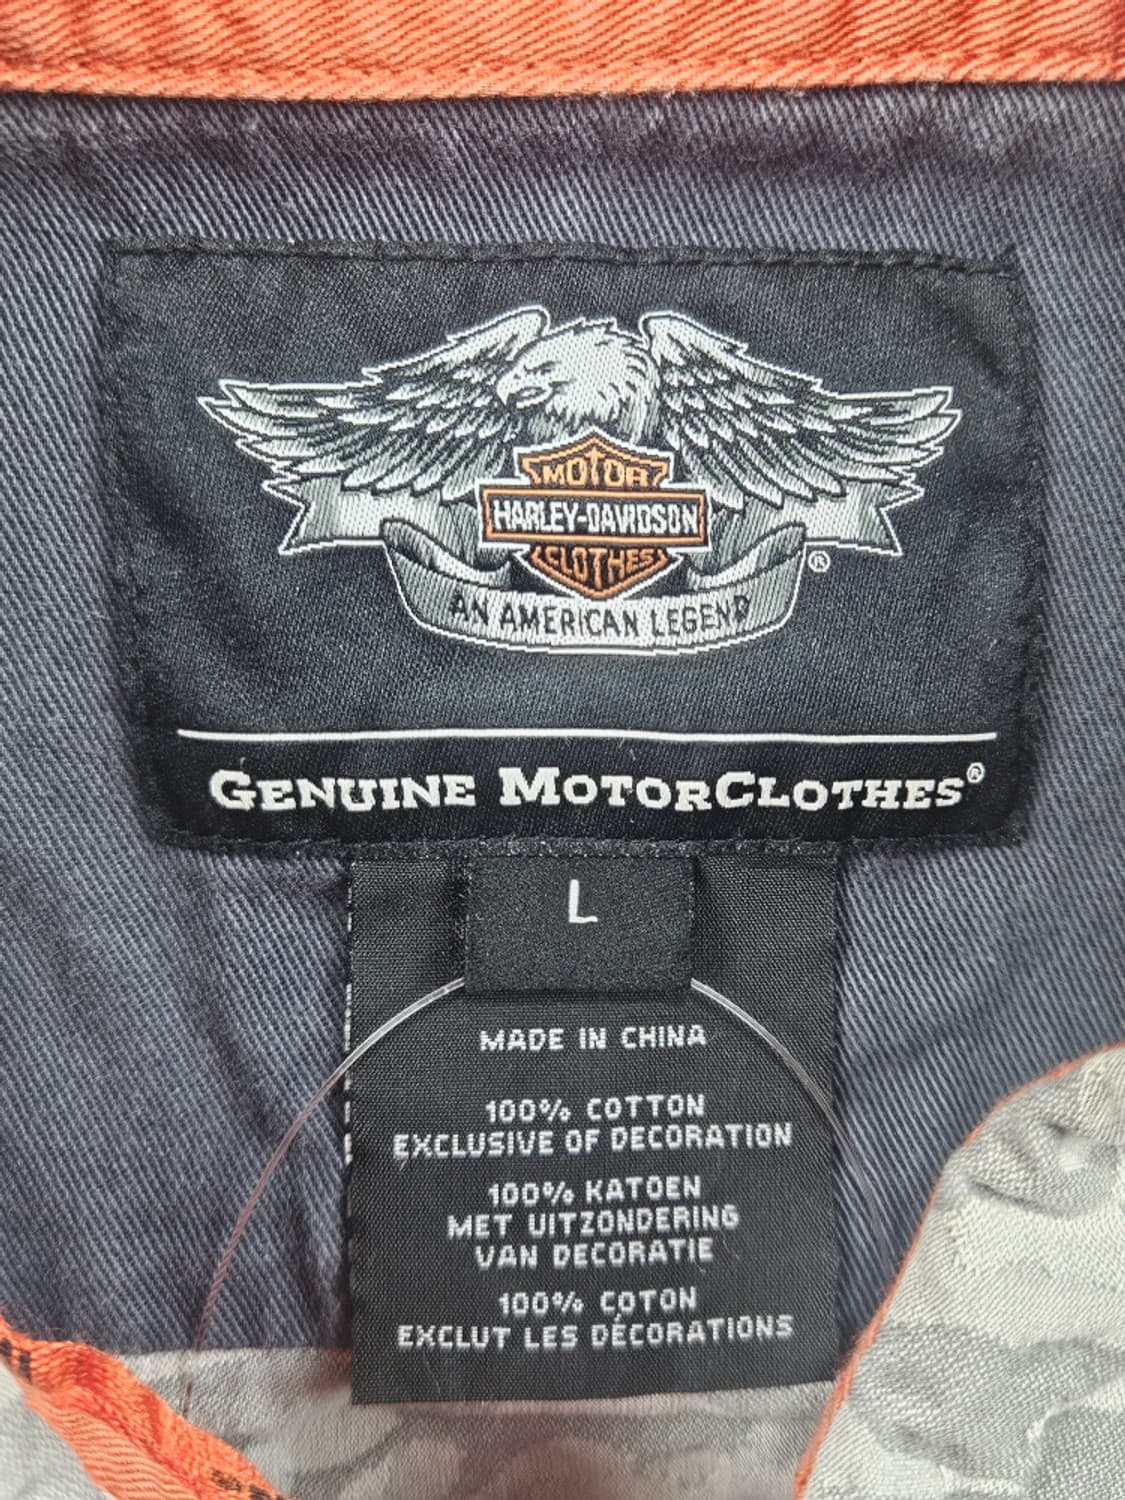 MOTOR
HARLEY-DAVIDSON
CLOTHES
®
AN AMERICAN LEGEND
GENUINE MOTORCLOTHES®
L
MADE IN CHINA
100% COTTON
EXCLUSIVE OF DECORATION
100% KATOEN
MET UITZONDERING
VAN DECORATIE
100% COTON
EXCLUT LES DÉCORATIONS